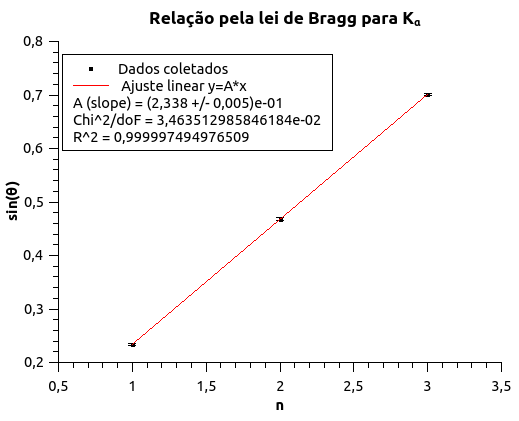 Relação pela lei de Bragg para Kα
0,8
0,7
0,6
0,5
0,4
0,3
0,2
sin(θ)
Dados coletados
Ajuste linear y=A*x
A (slope) = (2,338 +/- 0,005)e-01
Chi^2/doF = 3,463512985846184e-02
R^2 = 0,999997494976509
0,5 1 1,5 2 2,5 3 3,5
n